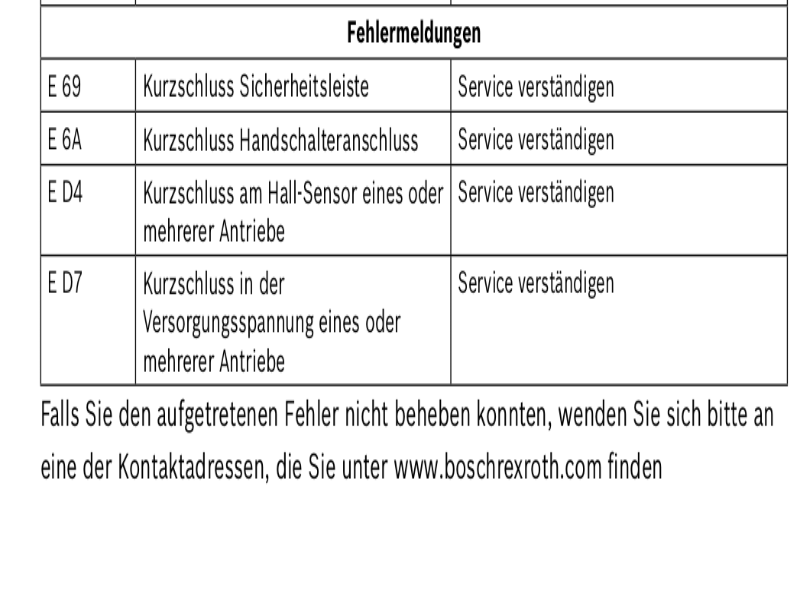 Fehlermeldungen
E 69 Kurzschluss Sicherheitsleiste Service verständigen
E 6A Kurzschluss Handschalteranschluss Service verständigen
E D4 Kurzschluss am Hall-Sensor eines oder Service verständigen
mehrerer Antriebe
E D7 Kurzschluss in der Service verständigen
Versorgungsspannung eines oder
mehrerer Antriebe
Falls Sie den aufgetretenen Fehler nicht beheben konnten, wenden Sie sich bitte an
eine der Kontaktadressen, die Sie unter www.boschrexroth.com finden